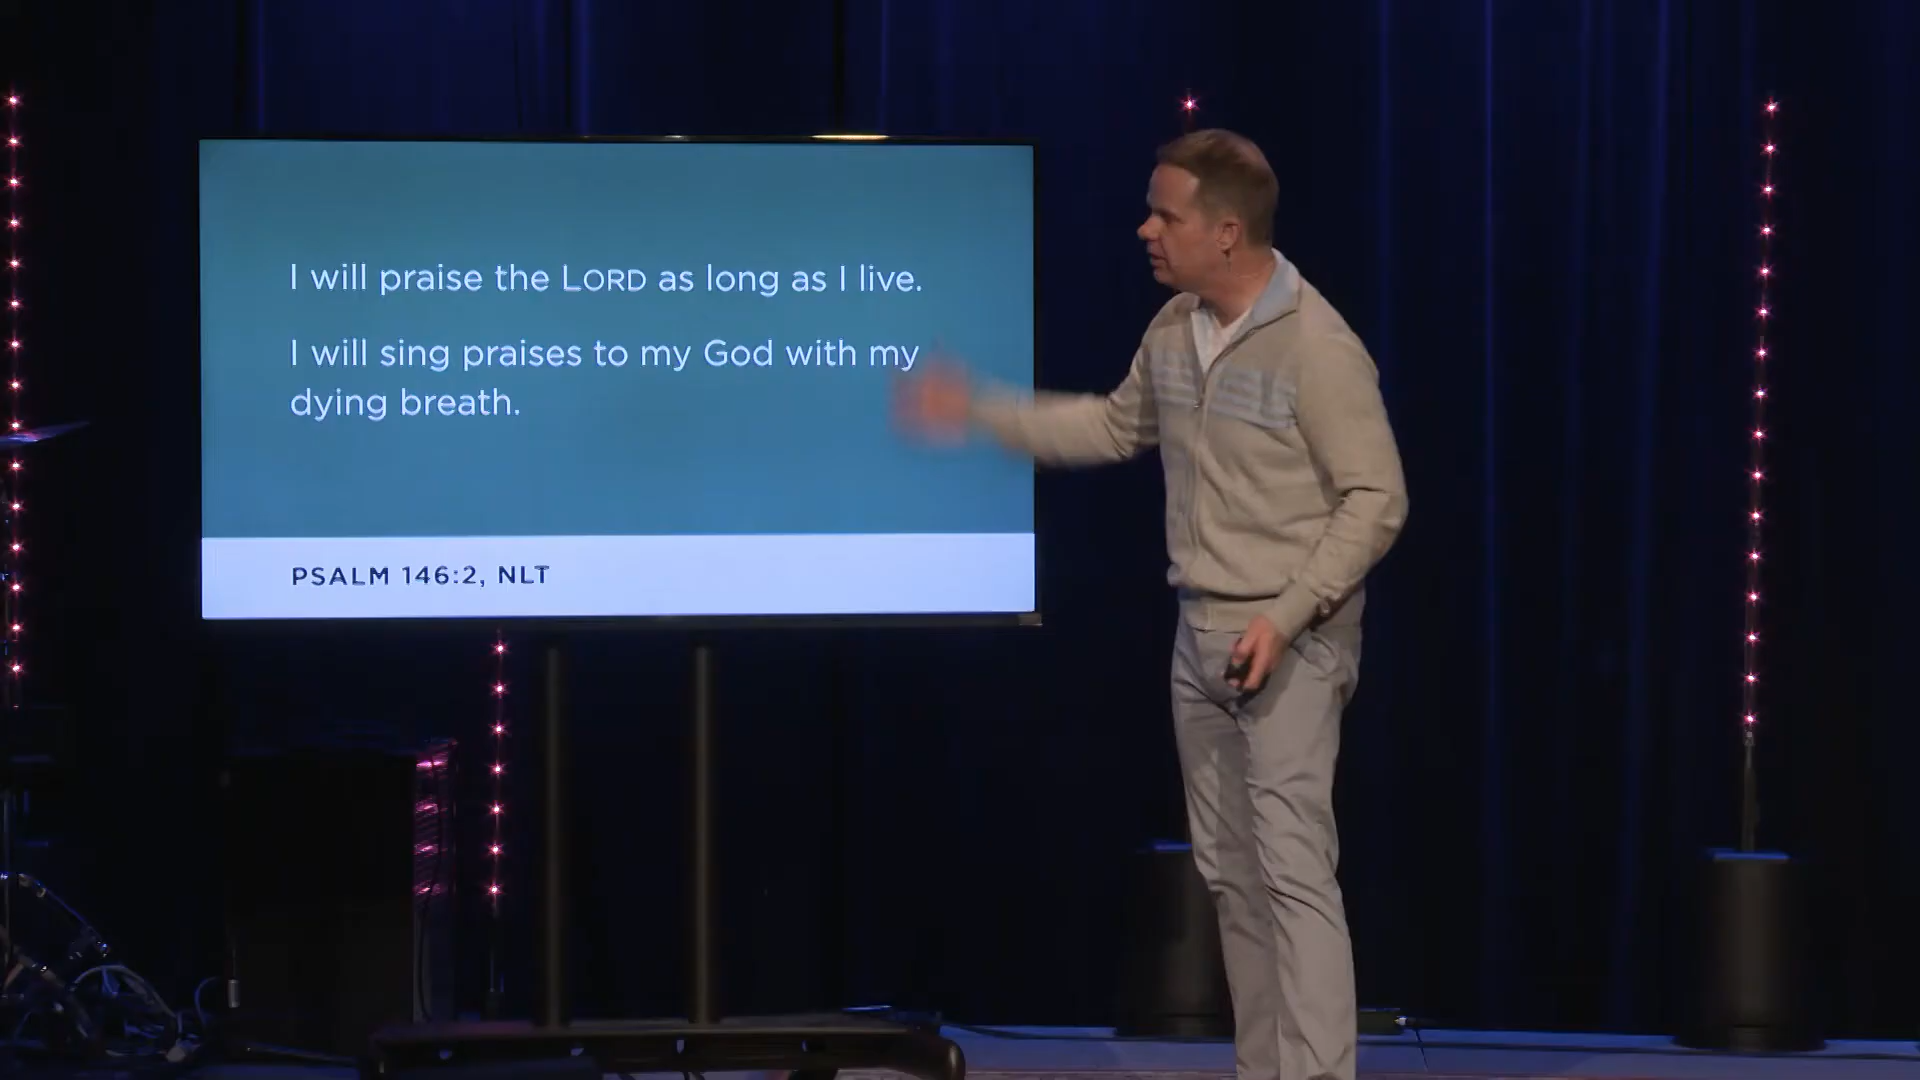 I will praise the LORD as long as I live.
I will sing praises to my God with my
dying breath.
PSALM 146:2, NLT